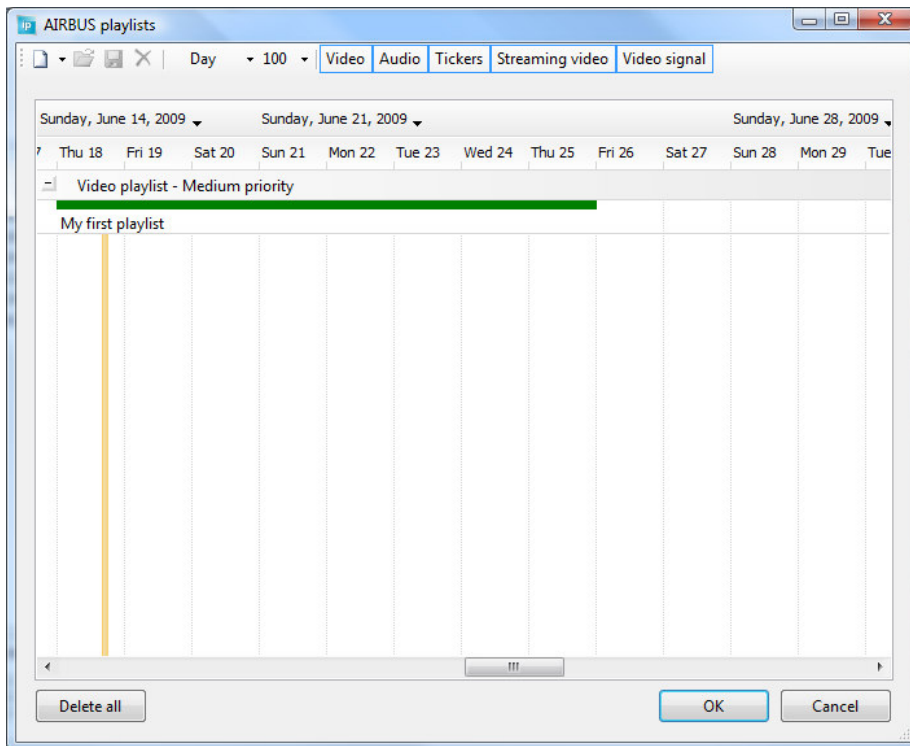 IP AIRBUS playlists
Day 100 Video Audio Tickers Streaming video Video signal
Sunday, June 14, 2009 Sunday, June 21, 2009 Sunday, June 28, 2009
7 Thu 18 Fri 19 Sat 20 Sun 21 Mon 22 Tue 23 Wed 24 Thu 25 Fri 26 Sat 27 Sun 28 Mon 29 Tue
Video playlist - Medium priority
My first playlist
Delete all OK Cancel